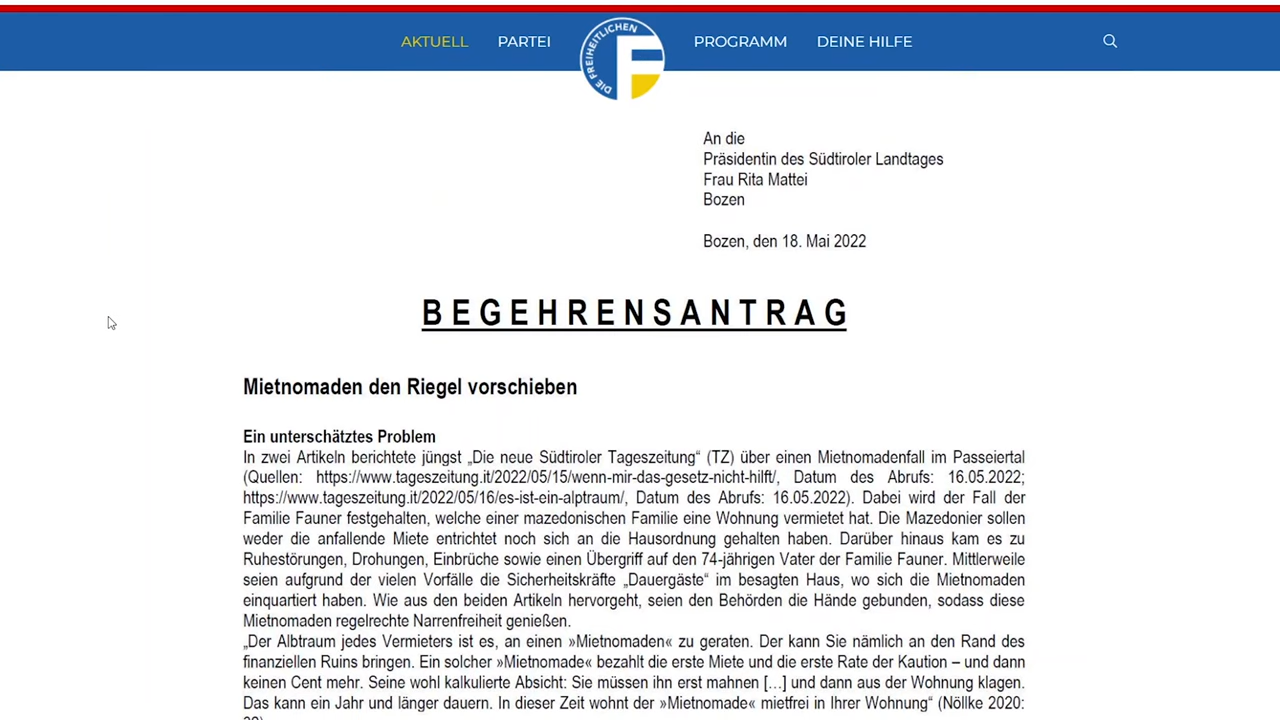 AKTUELL PARTEI DIE FREIHEITLICHEN F PROGRAMM DEINE HILFE
An die
Präsidentin des Südtiroler Landtages
Frau Rita Mattei
Bozen
Bozen, den 18. Mai 2022
BEGEHRENSANTRAG
Mietnomaden den Riegel vorschieben
Ein unterschätztes Problem
In zwei Artikeln berichtete jüngst „Die neue Südtiroler Tageszeitung“ (TZ) über einen Mietnomadenfall im Passeiertal
(Quellen: https://www.tageszeitung.it/2022/05/15/wenn-mir-das-gesetz-nicht-hilft/, Datum des Abrufs: 16.05.2022;
https://www.tageszeitung.it/2022/05/16/es-ist-ein-alptraum/, Datum des Abrufs: 16.05.2022). Dabei wird der Fall der
Familie Fauner festgehalten, welche einer mazedonischen Familie eine Wohnung vermietet hat. Die Mazedonier sollen
weder die anfallende Miete entrichtet noch sich an die Hausordnung gehalten haben. Darüber hinaus kam es zu
Ruhestörungen, Drohungen, Einbrüche sowie einen Übergriff auf den 74-jährigen Vater der Familie Fauner. Mittlerweile
seien aufgrund der vielen Vorfälle die Sicherheitskräfte „Dauergäste“ im besagten Haus, wo sich die Mietnomaden
einquartiert haben. Wie aus den beiden Artikeln hervorgeht, seien den Behörden die Hände gebunden, sodass diese
Mietnomaden regelrechte Narrenfreiheit genießen.
„Der Albtraum jedes Vermieters ist es, an einen »Mietnomaden« zu geraten. Der kann Sie nämlich an den Rand des
finanziellen Ruins bringen. Ein solcher »Mietnomade« bezahlt die erste Miete und die erste Rate der Kaution – und dann
keinen Cent mehr. Seine wohl kalkulierte Absicht: Sie müssen ihn erst mahnen […] und dann aus der Wohnung klagen.
Das kann ein Jahr und länger dauern. In dieser Zeit wohnt der »Mietnomade« mietfrei in Ihrer Wohnung“ (Nöllke 2020: